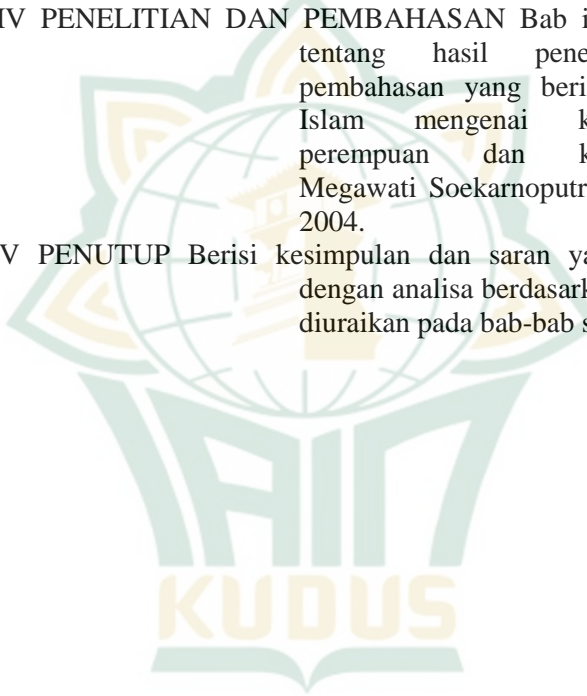 IV PENELITIAN DAN PEMBAHASAN Bab i
tentang hasil pene
pembahasan yang beri
Islam mengenai k
perempuan dan k
Megawati Soekarnoputr
2004.
V PENUTUP Berisi kesimpulan dan saran ya
dengan analisa berdasark
diuraikan pada bab-bab s
IAIN
KUDUS